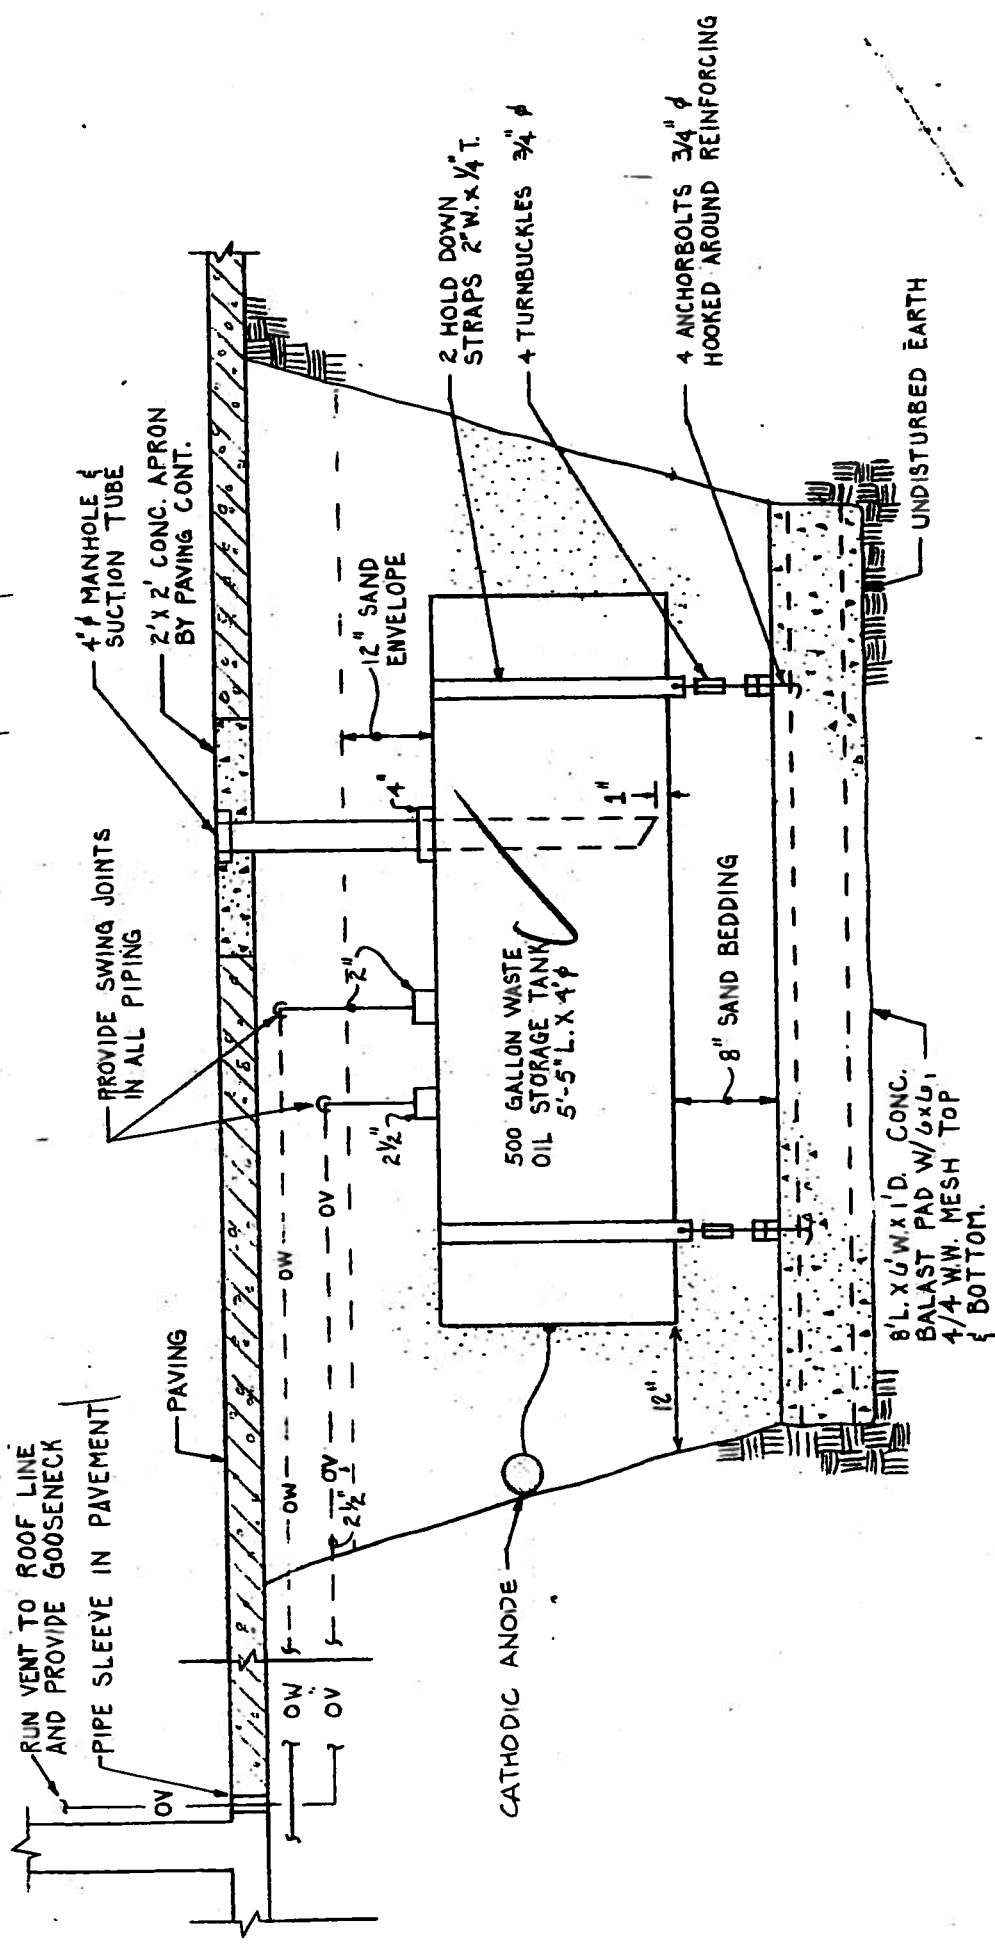 RUN VENT TO ROOF LINE
AND PROVIDE GOOSENECK
PIPE SLEEVE IN PAVEMENT
PAVING
PROVIDE SWING JOINTS
IN ALL PIPING
4"ϕ MANHOLE &
SUCTION TUBE
2' X 2' CONC. APRON
BY PAVING CONT.
OV
OW
OV
OW
OV
2½"
OW
OV
2½"
2"
4"
12" SAND
ENVELOPE
2 HOLD DOWN
STRAPS 2"W. x ¼"T.
4 TURNBUCKLES ¾" ϕ
4 ANCHORBOLTS 3/4" ϕ
HOOKED AROUND REINFORCING
500 GALLON WASTE
OIL STORAGE TANK
5'-5" L. X 4'ϕ
1"
CATHODIC ANODE
12"
8" SAND BEDDING
UNDISTURBED EARTH
8'L. X 6'W. X 1'D. CONC.
BALAST PAD W/ 6x6,
4/4 W.W. MESH TOP
& BOTTOM.